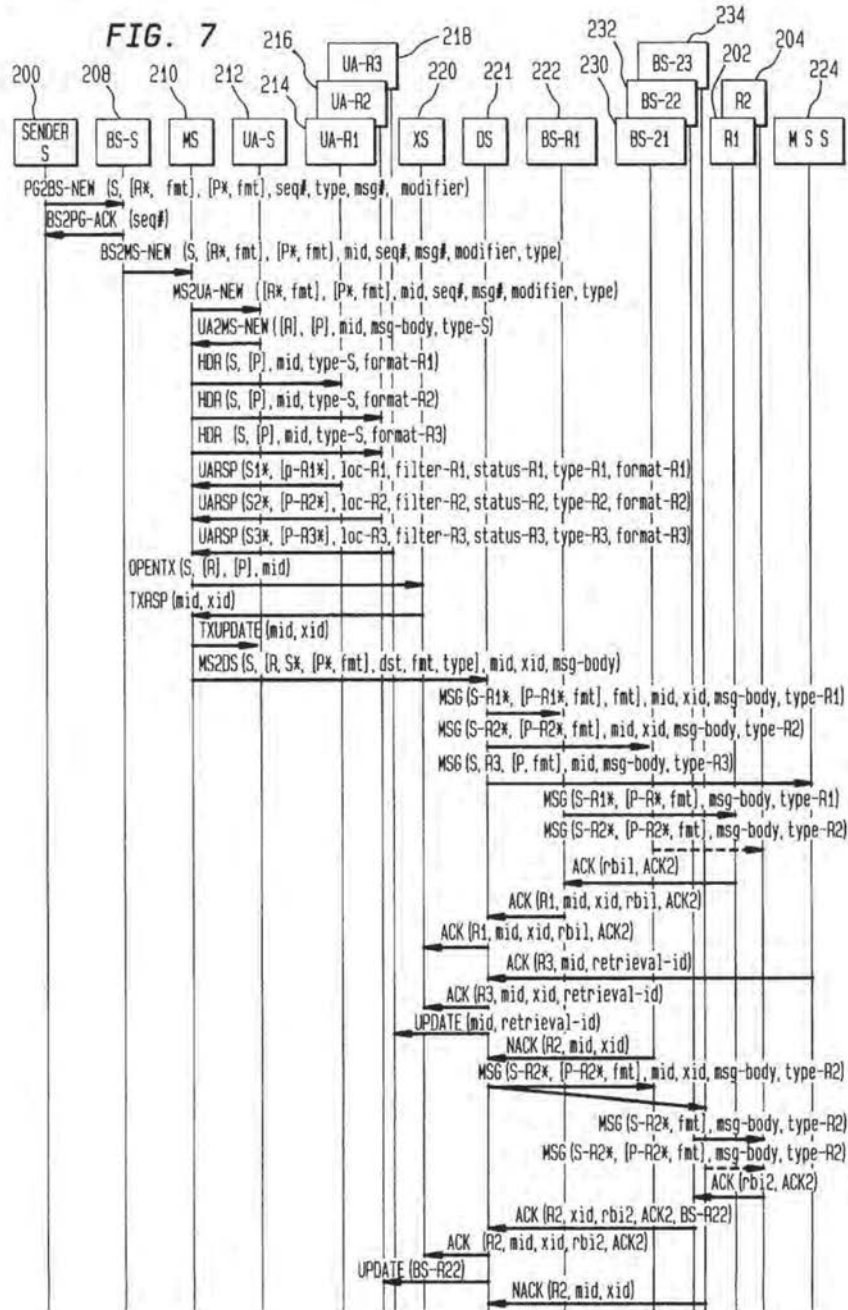 FIG. 7
234
216
218
232
204
UA-R3
BS-23
200
208
210
212
214
220
221
222
230
202
224
UA-R2
BS-22
R2
SENDER
S
BS-S
MS
UA-S
UA-R1
XS
DS
BS-R1
BS-21
R1
M S S
PG2BS-NEW (S, [R*, fmt], [P*, fmt], seq#, type, msg#, modifier)
BS2PG-ACK (seq#)
BS2MS-NEW (S, [R*, fmt], [P*, fmt), mid, seq#, msg#, modifier, type)
MS2UA-NEW ([R*, fmt], [P*, fmt], mid, seq#, msg#, modifier, type)
UA2MS-NEW ([R], [P], mid, msg-body, type-S)
HDR (S, [P], mid, type-S, format-R1)
HDR (S, [P], mid, type-S, format-R2)
HDR (S, [P], mid, type-S, format-R3)
UARSP (S1*, [p-R1*], loc-R1, filter-R1, status-R1, type-R1, format-R1)
UARSP (S2*, [P-R2*], loc-R2, filter-R2, status-R2, type-R2, format-R2)
UARSP (S3*, [P-R3*], loc-R3, filter-R3, status-R3, type-R3, format-R3)
OPENTX (S, [R], [P], mid)
TXRSP (mid, xid)
TXUPDATE (mid, xid)
MS2DS (S, [R, S*, [P*, fmt], dst, fmt, type], mid, xid, msg-body)
MSG (S-R1*, [P-R1*, fmt], fmt), mid, xid, msg-body, type-R1)
MSG (S-R2*, [P-R2*, fmt], mid, xid, msg-body, type-R2)
MSG (S, R3, [P, fmt], mid, msg-body, type-R3)
MSG (S-R1*, [P-R*, fmt], msg-body, type-R1)
MSG (S-R2*, [P-R2*, fmt], msg-body, type-R2)
ACK (rbi1, ACK2)
ACK (R1, mid, xid, rbi1, ACK2)
ACK (R1, mid, xid, rbi1, ACK2)
ACK (R3, mid, retrieval-id)
ACK (R3, mid, xid, retrieval-id)
UPDATE (mid, retrieval-id)
NACK (R2, mid, xid)
MSG (S-R2*, [P-R2*, fmt], mid, xid, msg-body, type-R2)
MSG (S-R2*, fmt], msg-body, type-R2)
MSG (S-R2*, [P-R2*, fmt], msg-body, type-R2)
ACK (rbi2, ACK2)
ACK (R2, xid, rbi2, ACK2, BS-R22)
ACK (R2, mid, xid, rbi2, ACK2)
UPDATE (BS-R22)
NACK (R2, mid, xid)